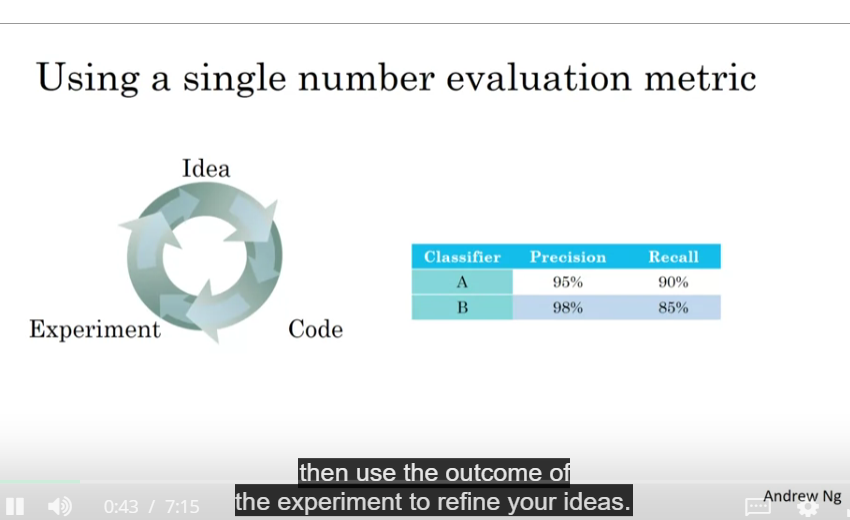 Using a single number evaluation metric
Idea
Experiment
Code
Classifier Precision Recall
A 95% 90%
B 98% 85%
then use the outcome of
the experiment to refine your ideas.
0:43 / 7:15
Andrew Ng